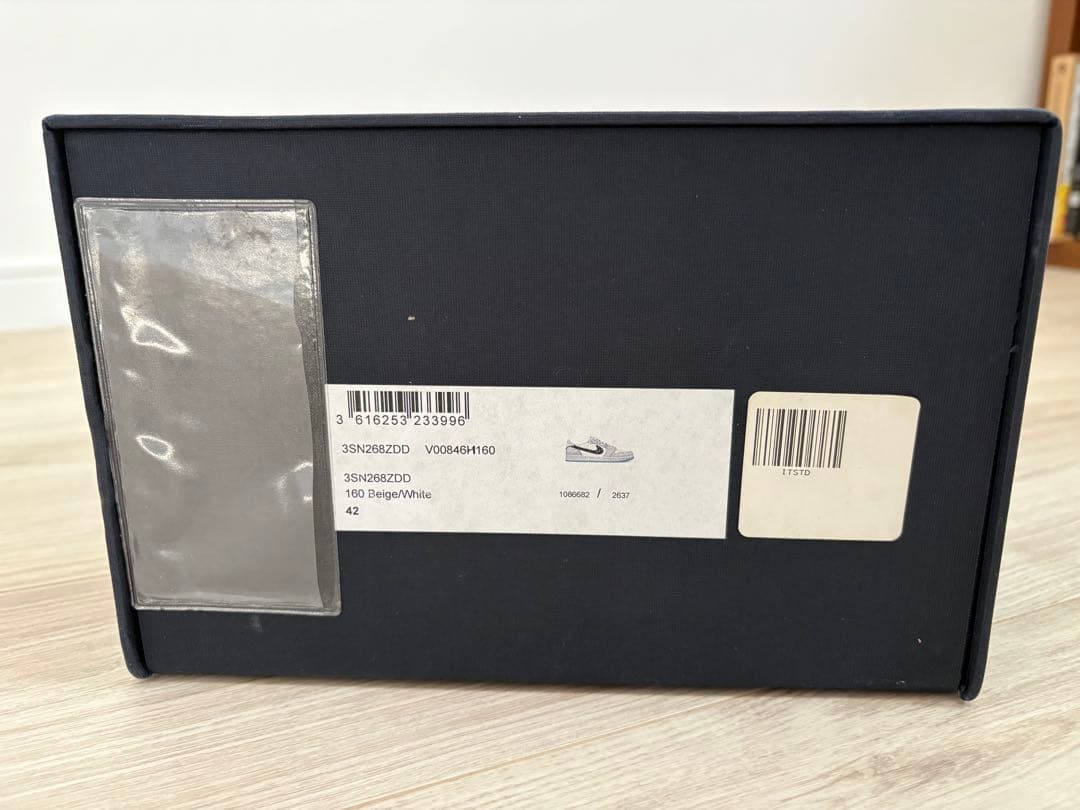 3 616253 233996
3SN268ZDD V00846H160
3SN268ZDD
160 Beige/White
42
1086682 / 2637
ITSTD